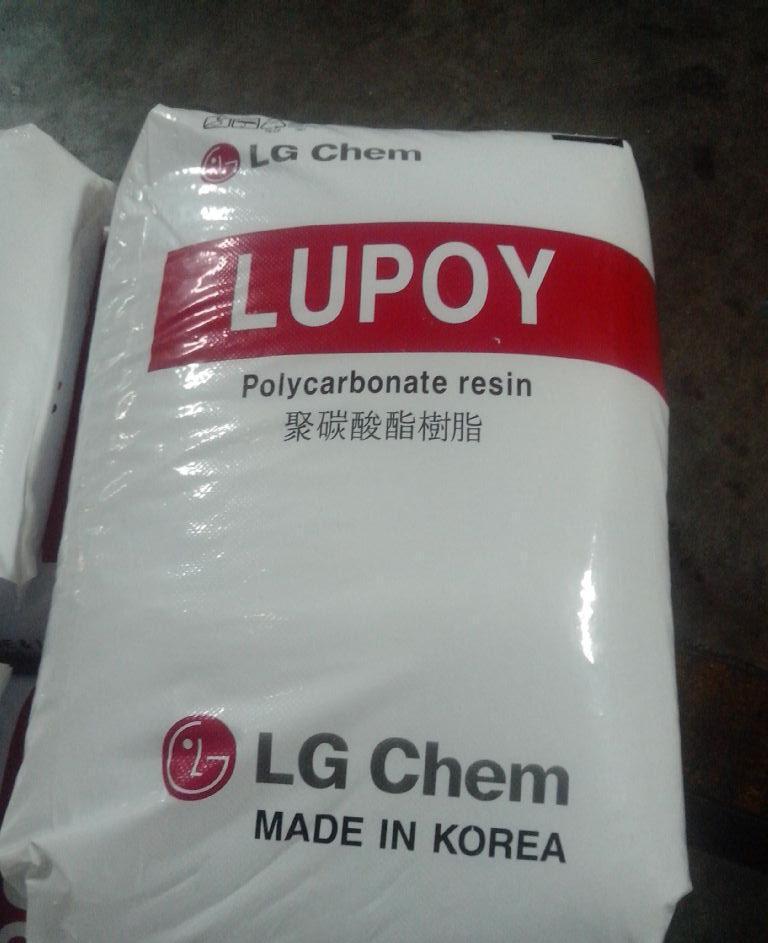 LG Chem
LUPOY
Polycarbonate resin
聚碳酸酯樹脂
LG Chem
MADE IN KOREA